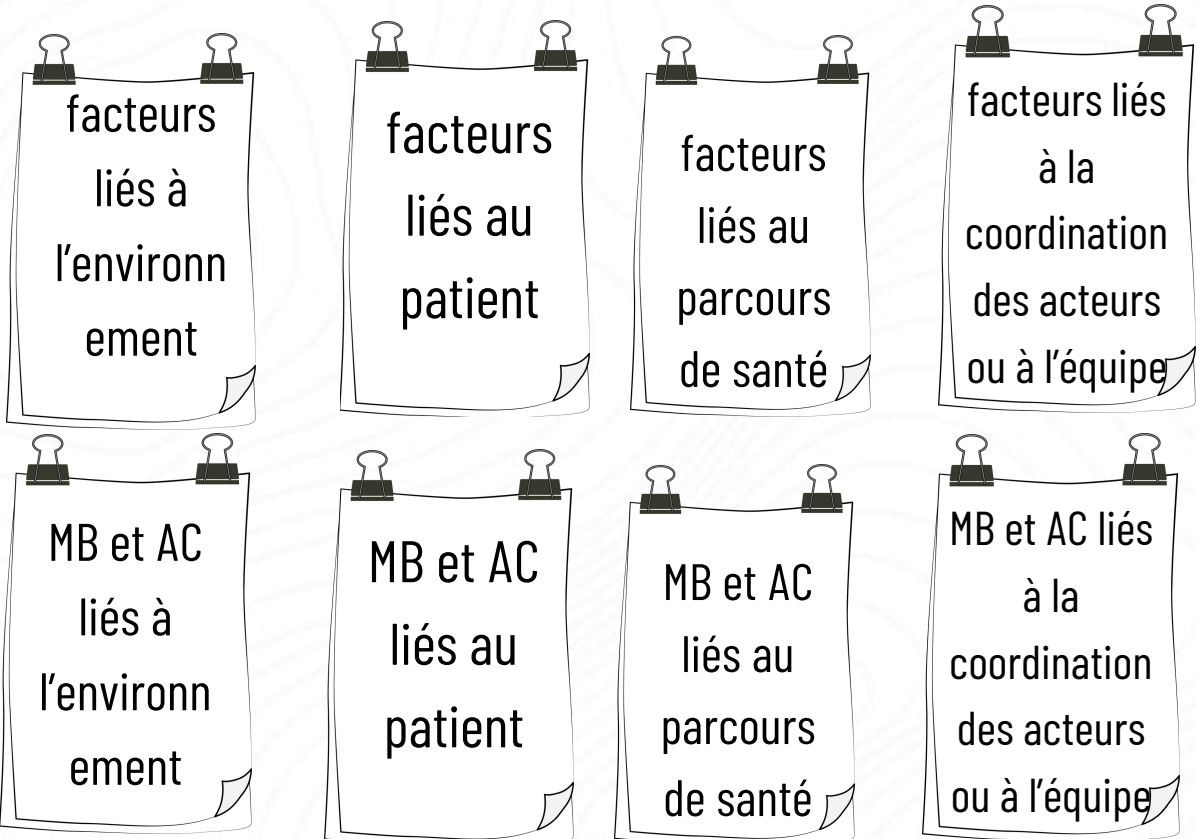 facteurs
liés à
l'environn
ement
facteurs
liés au
patient
facteurs
liés au
parcours
de santé
facteurs liés
à la
coordination
des acteurs
ou à l'équipe
MB et AC
liés à
l'environn
ement
MB et AC
liés au
patient
MB et AC
liés au
parcours
de santé
MB et AC liés
à la
coordination
des acteurs
ou à l'équipe